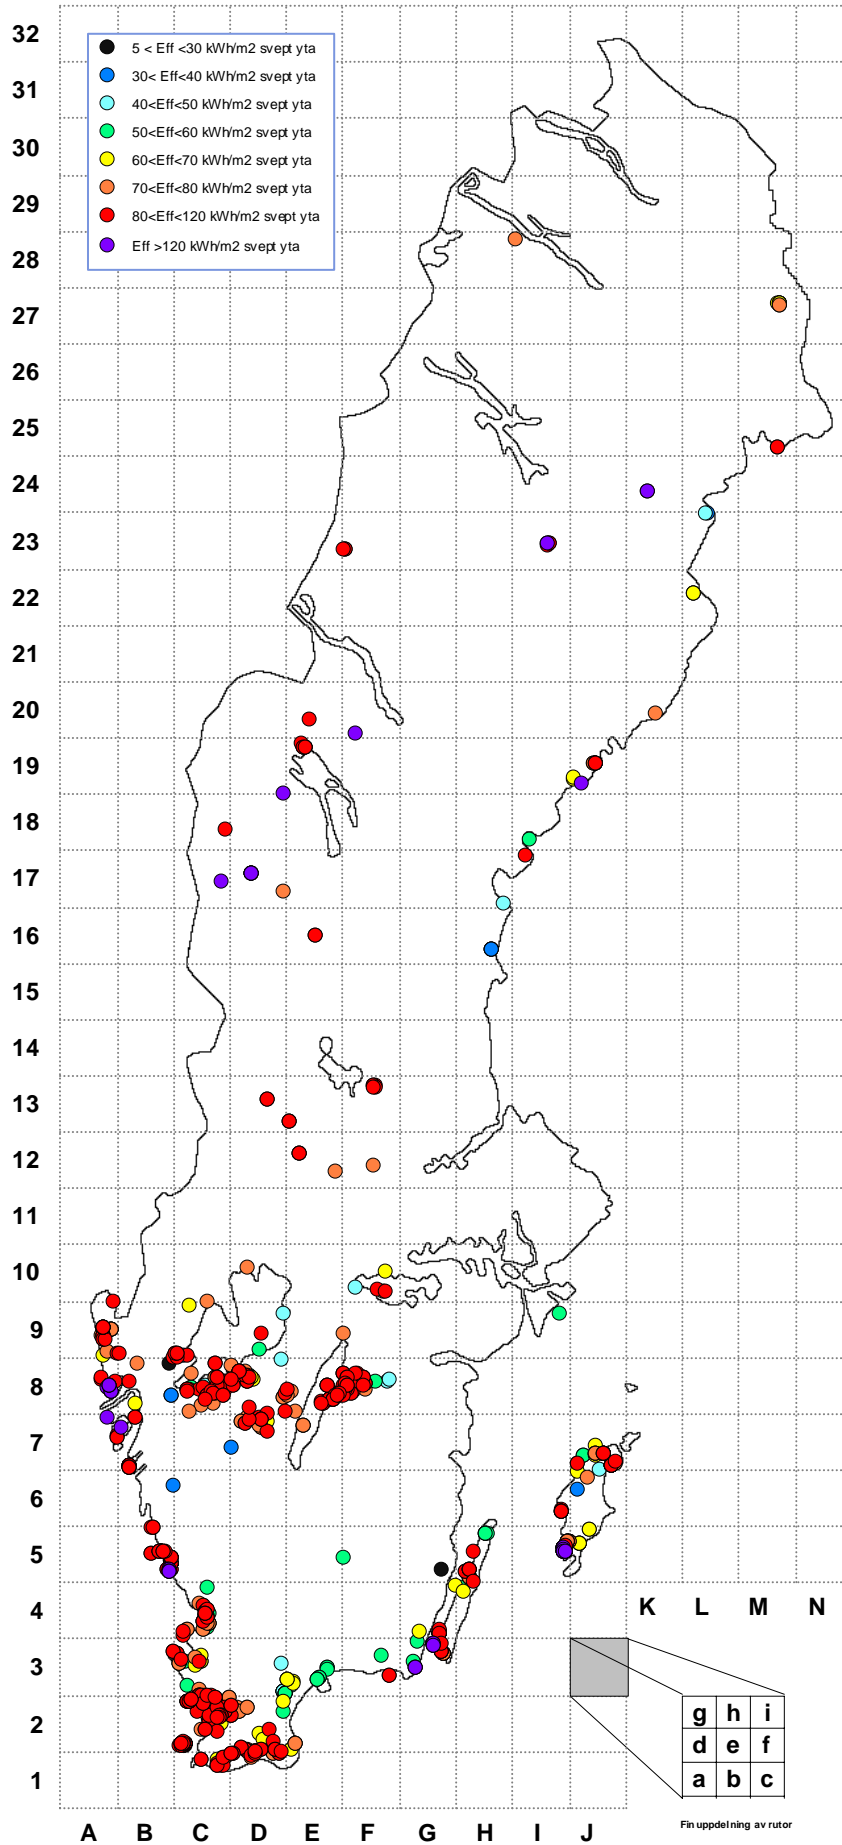 32
5 < Eff <30 kWh/m2 svept yta
30< Eff<40 kWh/m2 svept yta
31
40<Eff<50 kWh/m2 svept yta
50<Eff<60 kWh/m2 svept yta
30
60<Eff<70 kWh/m2 svept yta
70<Eff<80 kWh/m2 svept yta
29
80<Eff<120 kWh/m2 svept yta
Eff >120 kWh/m2 svept yta
28
27
26
25
24
23
22
21
20
19
18
17
16
15
14
13
12
11
10
9
8
7
6
5
4
K L M N
3
g h i
2
d e f
a b c
1
Fin uppdelning av rutor
A B C D E F G H I J